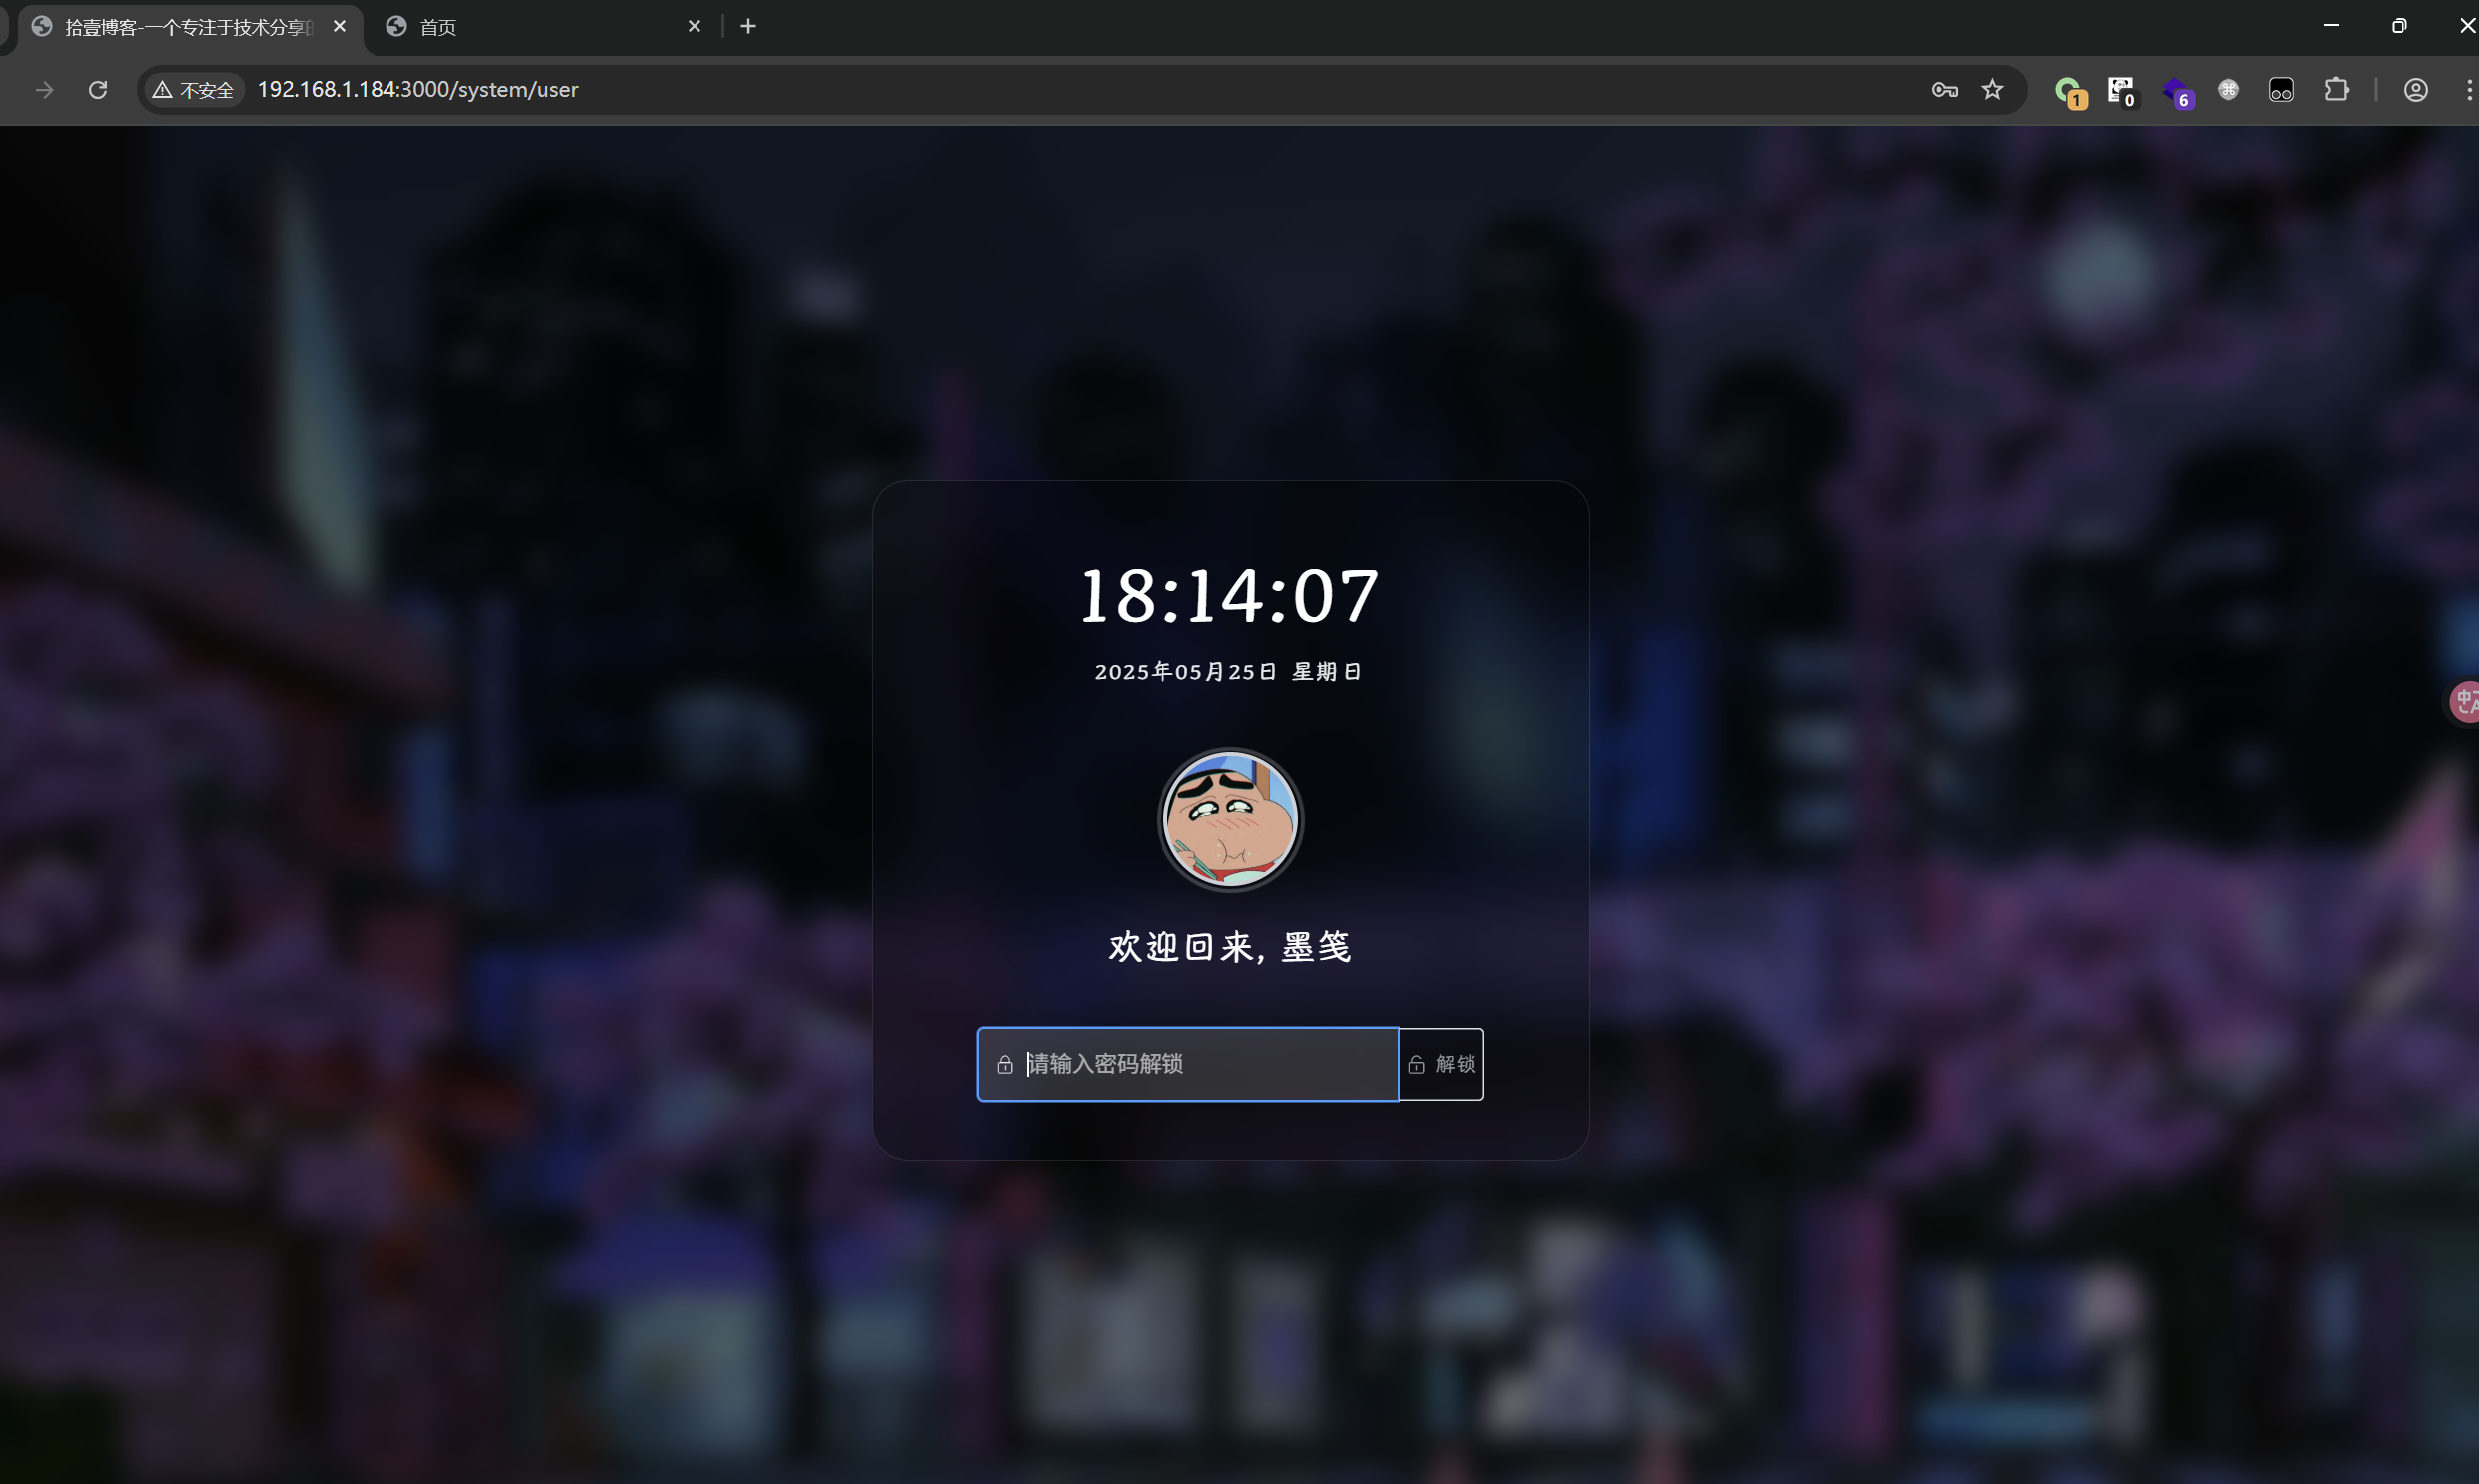 拾壹博客-一个专注于技术分享
首页
不安全
192.168.1.184:3000/system/user
1
0
6
18:14:07
2025年05月25日 星期日
中
A
欢迎回来, 墨笺
请输入密码解锁
解锁